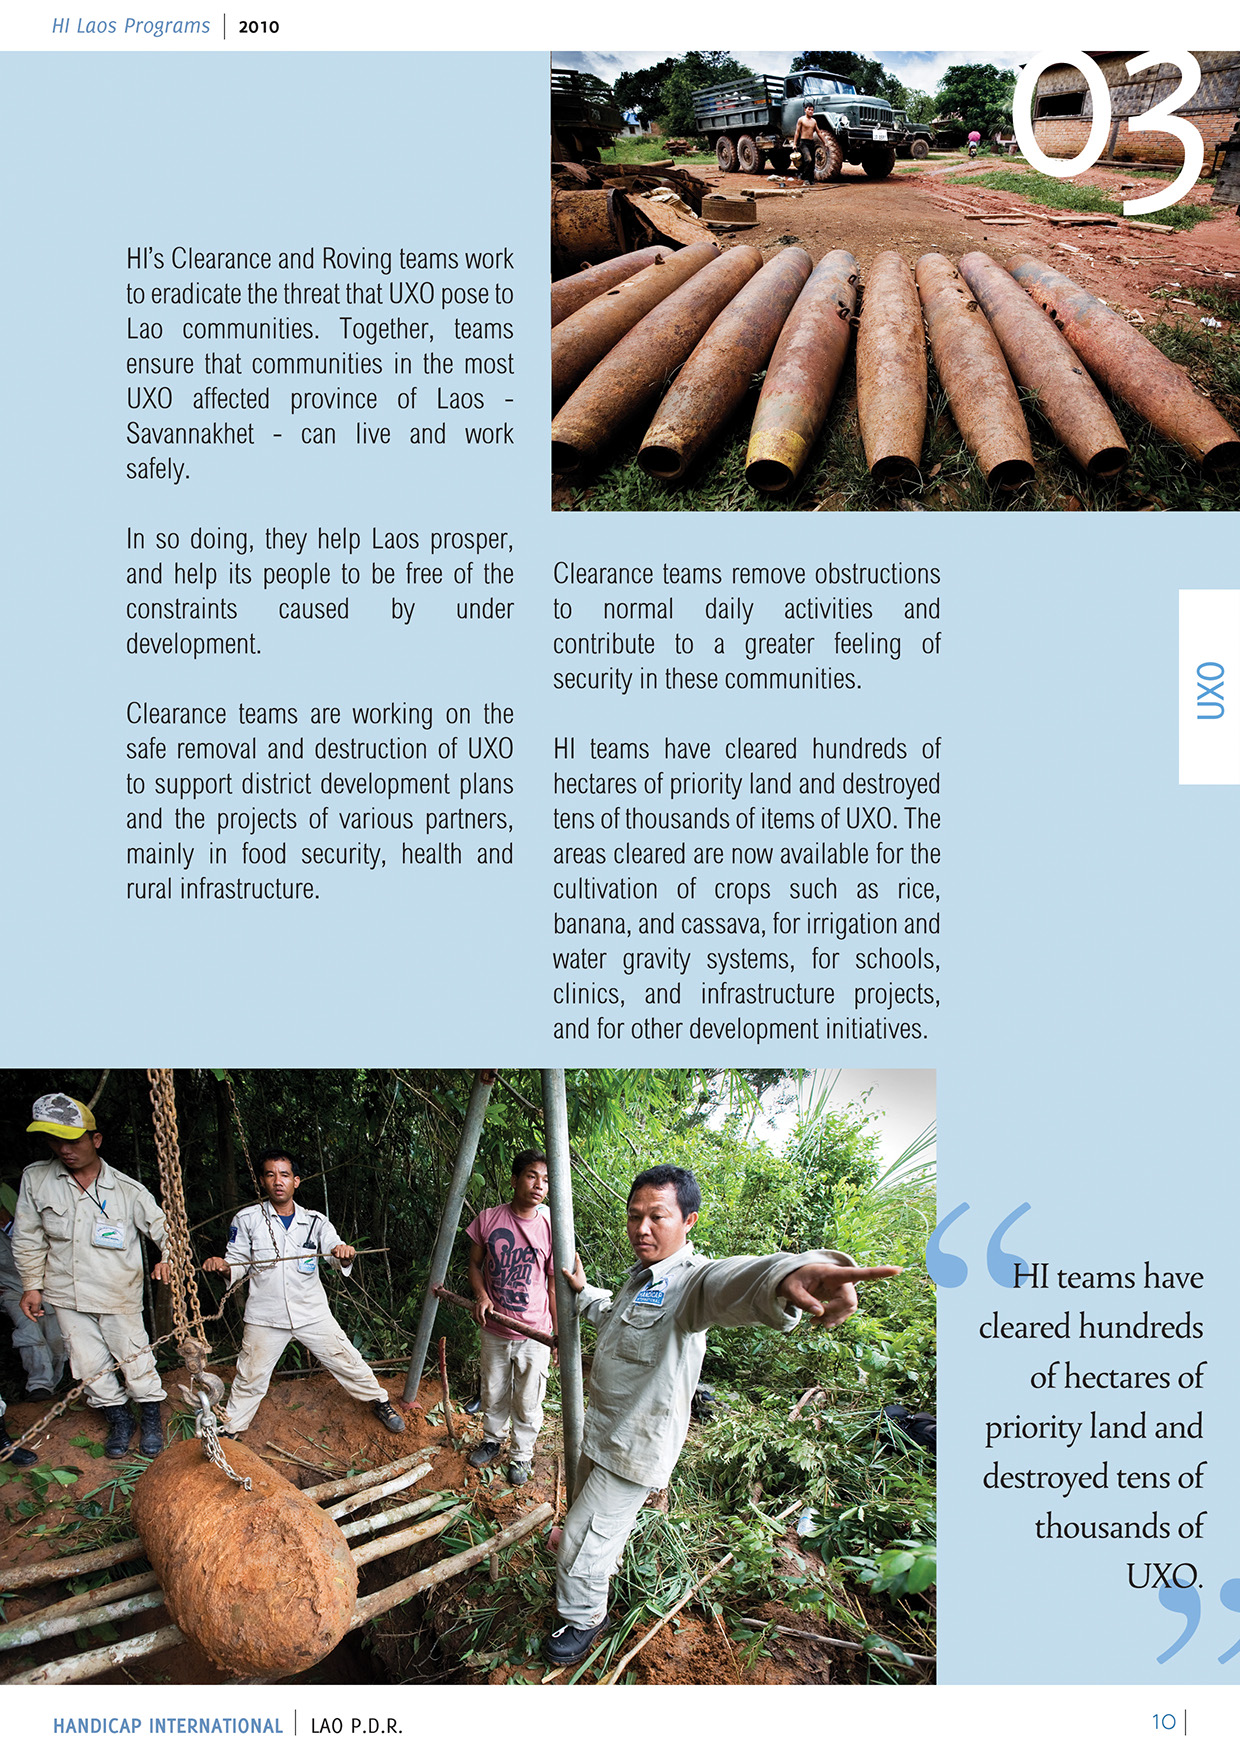 HI Laos Programs | 2010
03
HI's Clearance and Roving teams work
to eradicate the threat that UXO pose to
Lao communities. Together, teams
ensure that communities in the most
UXO affected province of Laos -
Savannakhet - can live and work
safely.
In so doing, they help Laos prosper,
and help its people to be free of the
constraints caused by under
development.
Clearance teams are working on the
safe removal and destruction of UXO
to support district development plans
and the projects of various partners,
mainly in food security, health and
rural infrastructure.
Clearance teams remove obstructions
to normal daily activities and
contribute to a greater feeling of
security in these communities.
HI teams have cleared hundreds of
hectares of priority land and destroyed
tens of thousands of items of UXO. The
areas cleared are now available for the
cultivation of crops such as rice,
banana, and cassava, for irrigation and
water gravity systems, for schools,
clinics, and infrastructure projects,
and for other development initiatives.
UXO
Super
Van
HANDICAP
INTERNATIONAL
“HI teams have
cleared hundreds
of hectares of
priority land and
destroyed tens of
thousands of
UXO.”
HANDICAP INTERNATIONAL | LAO P.D.R.
10 |